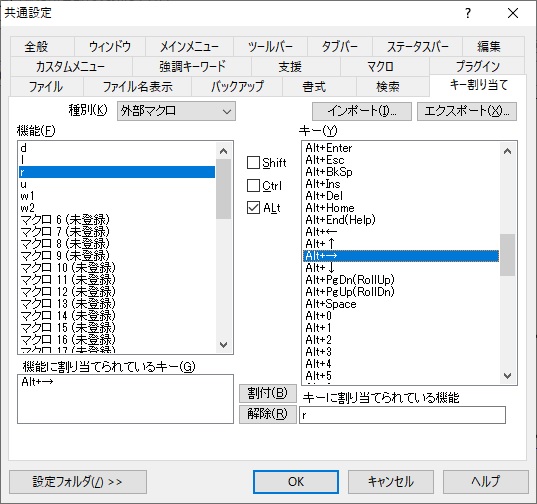 共通設定
全般 ウィンドウ メインメニュー ツールバー タブバー ステータスバー 編集
カスタムメニュー 強調キーワード 支援 マクロ プラグイン
ファイル ファイル名表示 バックアップ 書式 検索 キー割り当て
種別(K) 外部マクロ インポート(I)... エクスポート(X)...
機能(F)
d
l
r
u
w1
w2
マクロ 6 (未登録)
マクロ 7 (未登録)
マクロ 8 (未登録)
マクロ 9 (未登録)
マクロ 10 (未登録)
マクロ 11 (未登録)
マクロ 12 (未登録)
マクロ 13 (未登録)
マクロ 14 (未登録)
マクロ 15 (未登録)
マクロ 16 (未登録)
マクロ 17 (未登録)
Shift
Ctrl
ALt
キー(Y)
Alt+Enter
Alt+Esc
Alt+BkSp
Alt+Ins
Alt+Del
Alt+Home
Alt+End(Help)
Alt+←
Alt+↑
Alt+→
Alt+↓
Alt+PgDn(RollUp)
Alt+PgUp(RollDn)
Alt+Space
Alt+0
Alt+1
Alt+2
Alt+3
Alt+4
Alt+5
機能に割り当てられているキー(G)
Alt+→
割付(B)
解除(R)
キーに割り当てられている機能
r
設定フォルダ(/) >> OK キャンセル ヘルプ